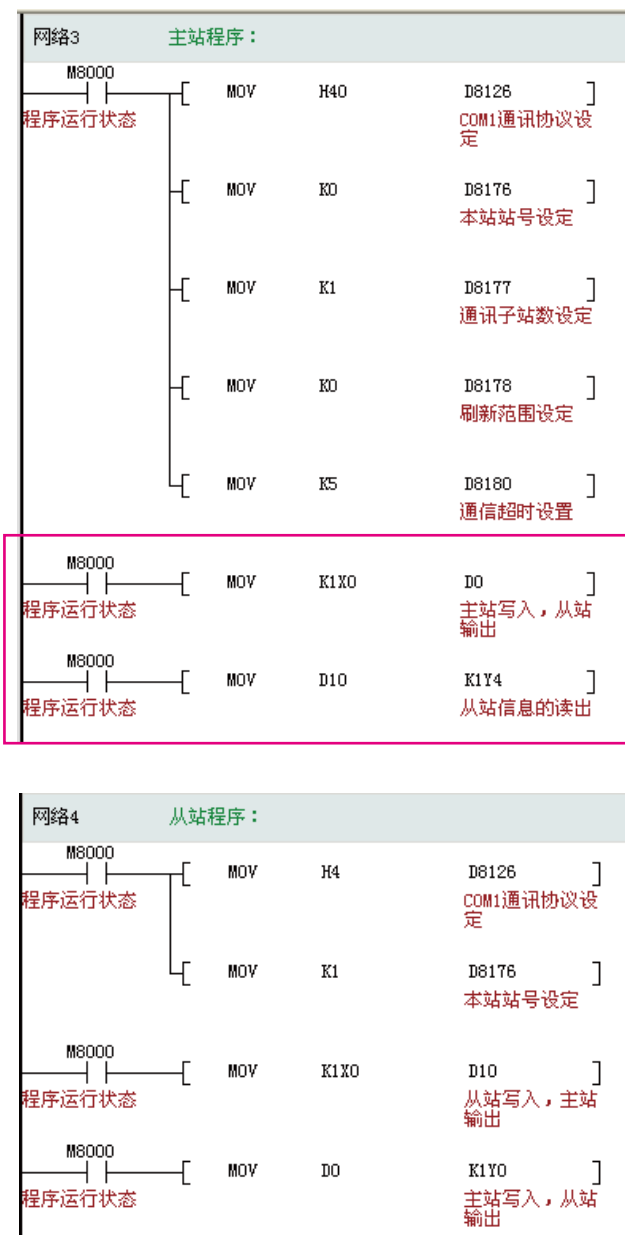 网络3 主站程序：
M8000
MOV H40 D8126
程序运行状态 COM1通讯协议设
定
MOV K0 D8176
本站站号设定
MOV K1 D8177
通讯子站数设定
MOV K0 D8178
刷新范围设定
MOV K5 D8180
通信超时设置
M8000
MOV K1X0 D0
程序运行状态 主站写入，从站
输出
M8000
MOV D10 K1Y4
程序运行状态 从站信息的读出
网络4 从站程序：
M8000
MOV H4 D8126
程序运行状态 COM1通讯协议设
定
MOV K1 D8176
本站站号设定
M8000
MOV K1X0 D10
程序运行状态 从站写入，主站
输出
M8000
MOV D0 K1Y0
程序运行状态 主站写入，从站
输出